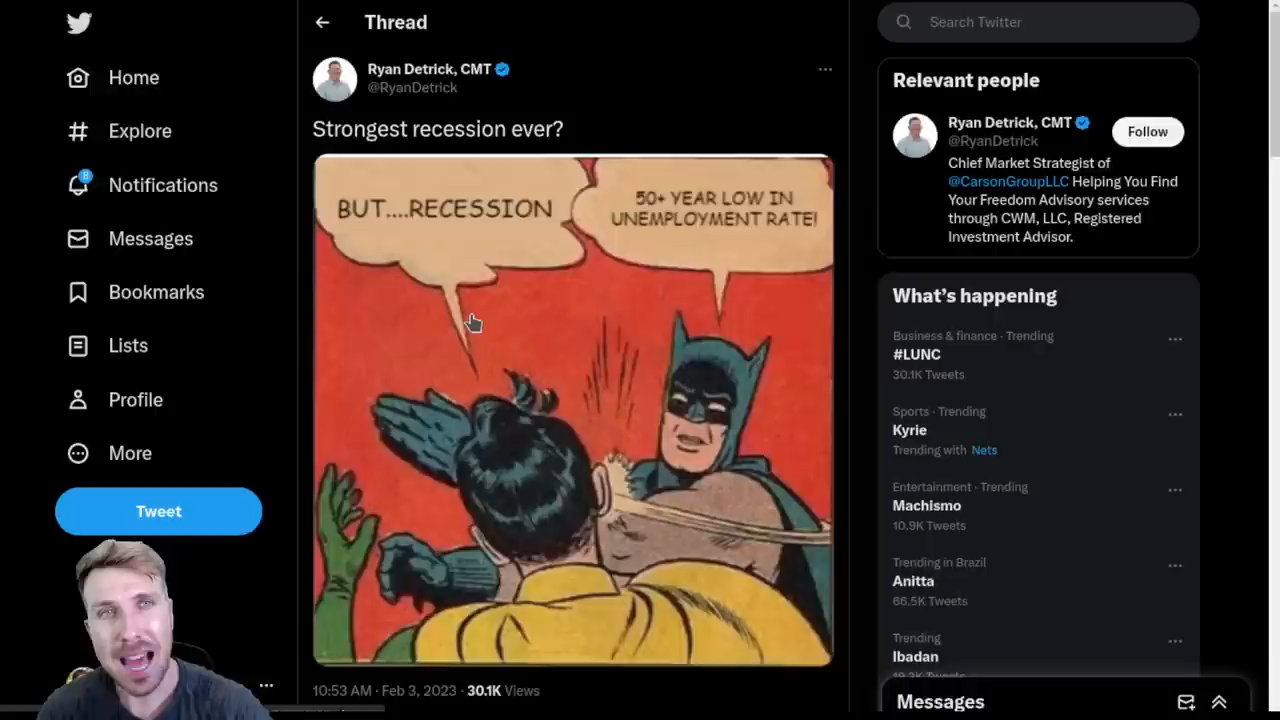 Home
Explore
8
Notifications
Messages
Bookmarks
Lists
Profile
More
Tweet
Thread
Ryan Detrick, CMT
@RyanDetrick
Strongest recession ever?
BUT....RECESSION
50+ YEAR LOW IN
UNEMPLOYMENT RATE!
10:53 AM · Feb 3, 2023 · 30.1K Views
Search Twitter
Relevant people
Ryan Detrick, CMT
@RyanDetrick
Follow
Chief Market Strategist of
@CarsonGroupLLC Helping You Find
Your Freedom Advisory services
through CWM, LLC, Registered
Investment Advisor.
What's happening
Business & finance · Trending
#LUNC
30.1K Tweets
Sports · Trending
Kyrie
Trending with Nets
Entertainment · Trending
Machismo
10.9K Tweets
Trending in Brazil
Anitta
66.5K Tweets
Trending
Ibadan
Messages